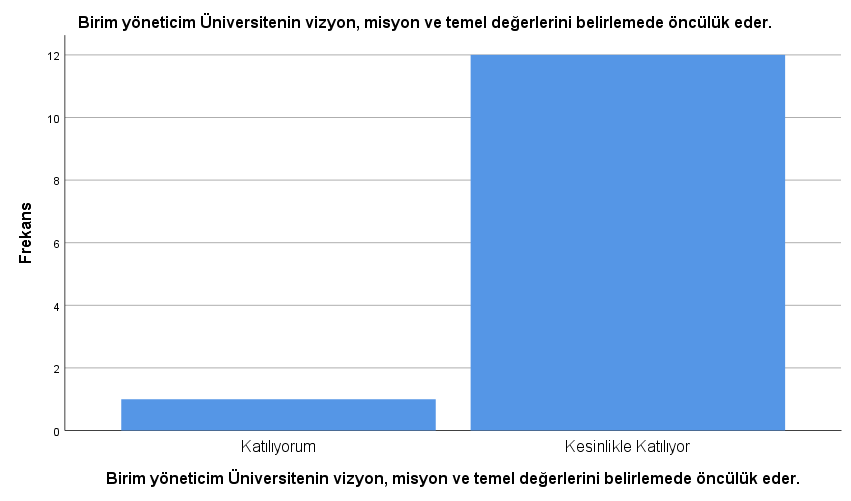 Birim yöneticim Üniversitenin vizyon, misyon ve temel değerlerini belirlemede öncülük eder.
12
10
8
6
4
2
0
Frekans
Katılıyorum
Kesinlikle Katılıyor
Birim yöneticim Üniversitenin vizyon, misyon ve temel değerlerini belirlemede öncülük eder.